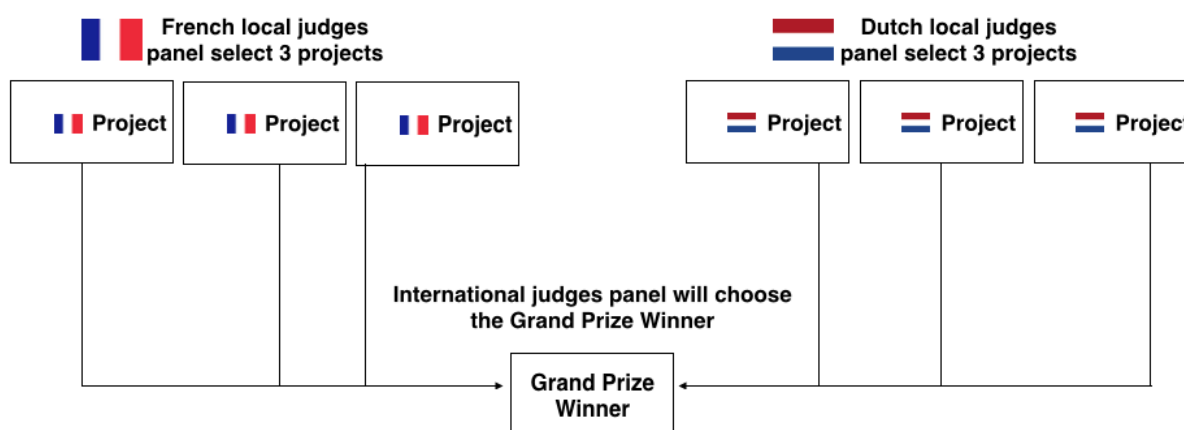 French local judges
panel select 3 projects
Dutch local judges
panel select 3 projects
Project
Project
Project
Project
Project
Project
International judges panel will choose
the Grand Prize Winner
Grand Prize
Winner